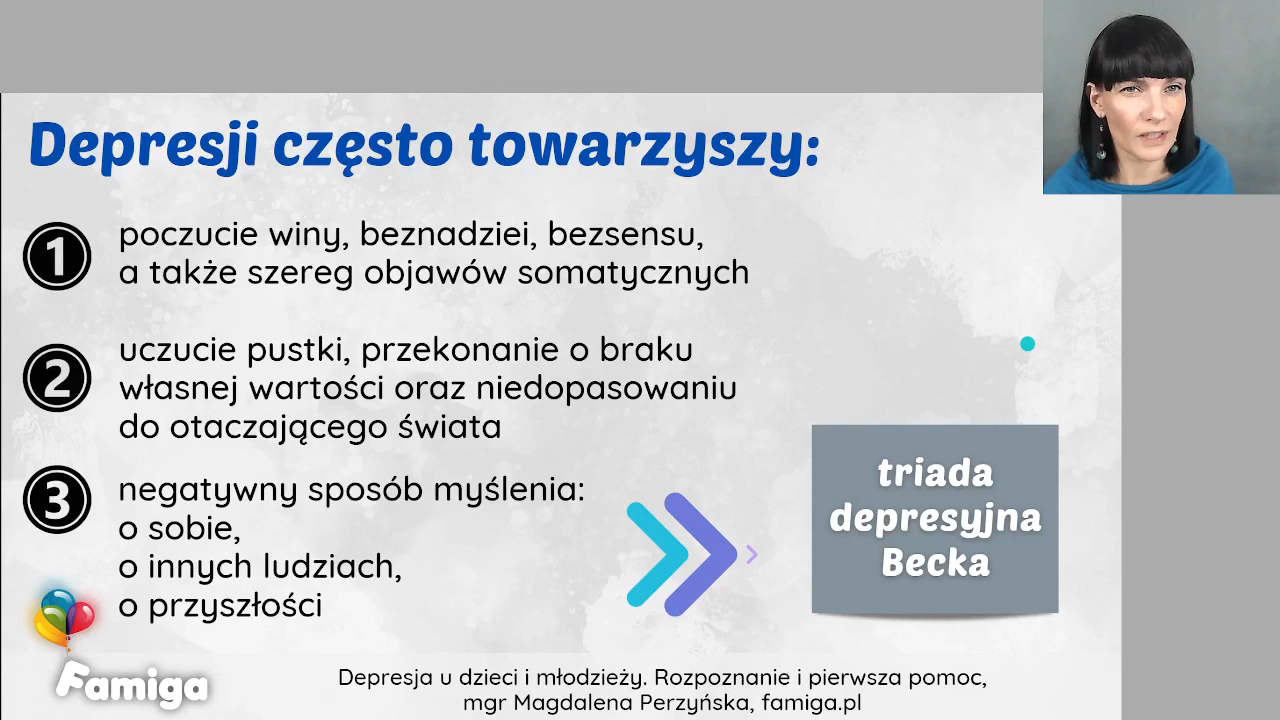 Depresji często towarzyszy:
1
poczucie winy, beznadziei, bezsensu,
a także szereg objawów somatycznych
2
uczucie pustki, przekonanie o braku
własnej wartości oraz niedopasowaniu
do otaczającego świata
3
negatywny sposób myślenia:
o sobie,
o innych ludziach,
o przyszłości
triada
depresyjna
Becka
Famiga
Depresja u dzieci i młodzieży. Rozpoznanie i pierwsza pomoc,
mgr Magdalena Perzyńska, famiga.pl